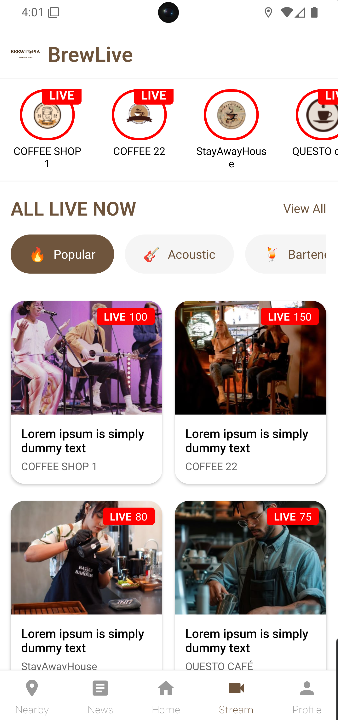 4:01
BrewLive
LIVE
LIVE
LIVE
COFFEE SHOP
1
COFFEE 22
StayAwayHous
e
QUESTO c
ALL LIVE NOW
View All
Popular
Acoustic
Barten
LIVE 100
LIVE 150
Lorem ipsum is simply
dummy text
COFFEE SHOP 1
Lorem ipsum is simply
dummy text
COFFEE 22
LIVE 80
LIVE 75
Lorem ipsum is simply
dummy text
StayAwayHouse
Lorem ipsum is simply
dummy text
QUESTO CAFÉ
Nearby
News
Home
Stream
Profile